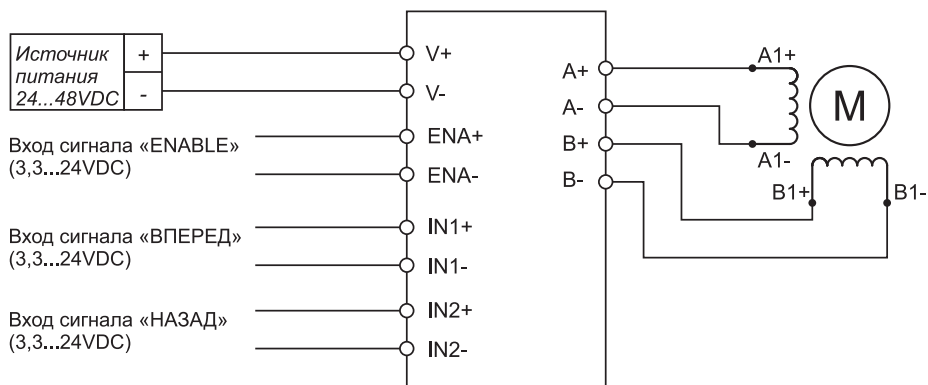 Источник
питания
24...48VDC
+
-
Вход сигнала «ENABLE»
(3,3...24VDC)
Вход сигнала «ВПЕРЕД»
(3,3...24VDC)
Вход сигнала «НАЗАД»
(3,3...24VDC)
V+
V-
ENA+
ENA-
IN1+
IN1-
IN2+
IN2-
A+
A-
B+
B-
A1+
A1-
M
B1+
B1-